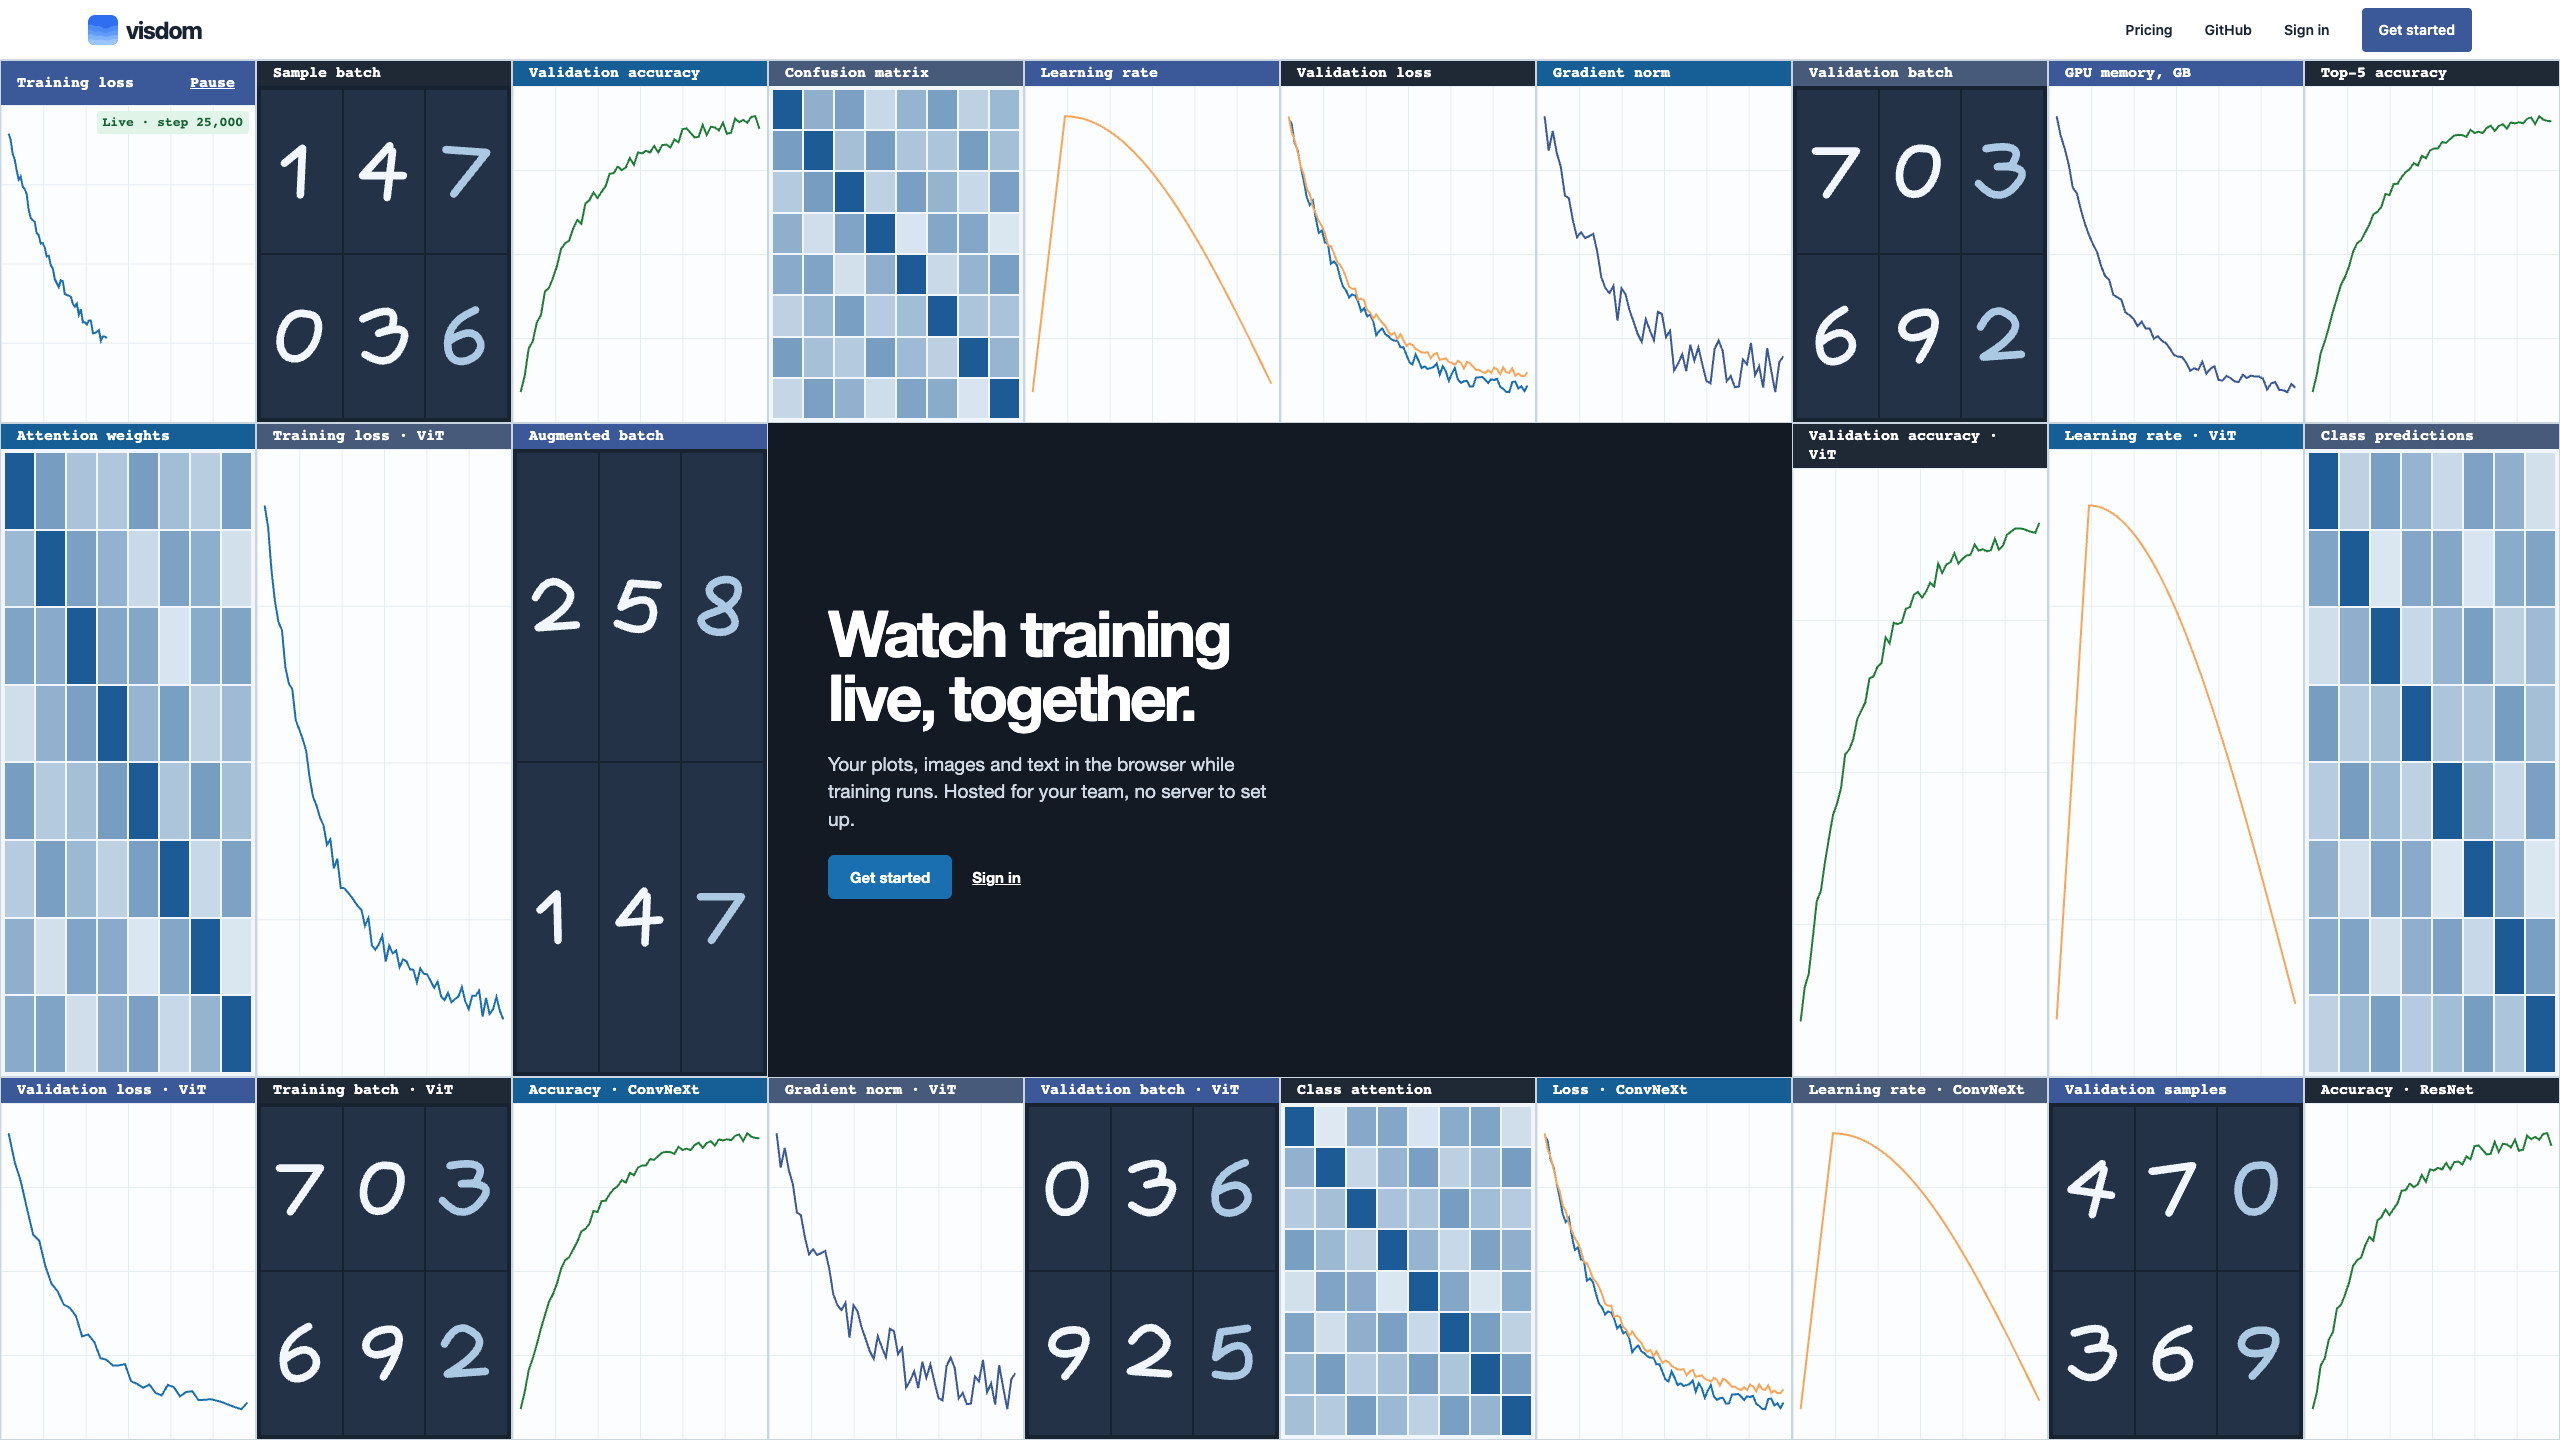 visdom
Pricing
GitHub
Sign in
Get started
Training loss
Pause
Sample batch
Validation accuracy
Confusion matrix
Learning rate
Validation loss
Gradient norm
Validation batch
GPU memory, GB
Top-5 accuracy
Live · step 25,000
1 4 7
0 3 6
7 0 3
6 9 2
Attention weights
Training loss · ViT
Augmented batch
Validation accuracy ·
ViT
Learning rate · ViT
Class predictions
2 5 8
1 4 7
Watch training
live, together.
Your plots, images and text in the browser while
training runs. Hosted for your team, no server to set
up.
Get started
Sign in
Validation loss · ViT
Training batch · ViT
Accuracy · ConvNeXt
Gradient norm · ViT
Validation batch · ViT
Class attention
Loss · ConvNeXt
Learning rate · ConvNeXt
Validation samples
Accuracy · ResNet
7 0 3
6 9 2
0 3 6
9 2 5
4 7 0
3 6 9